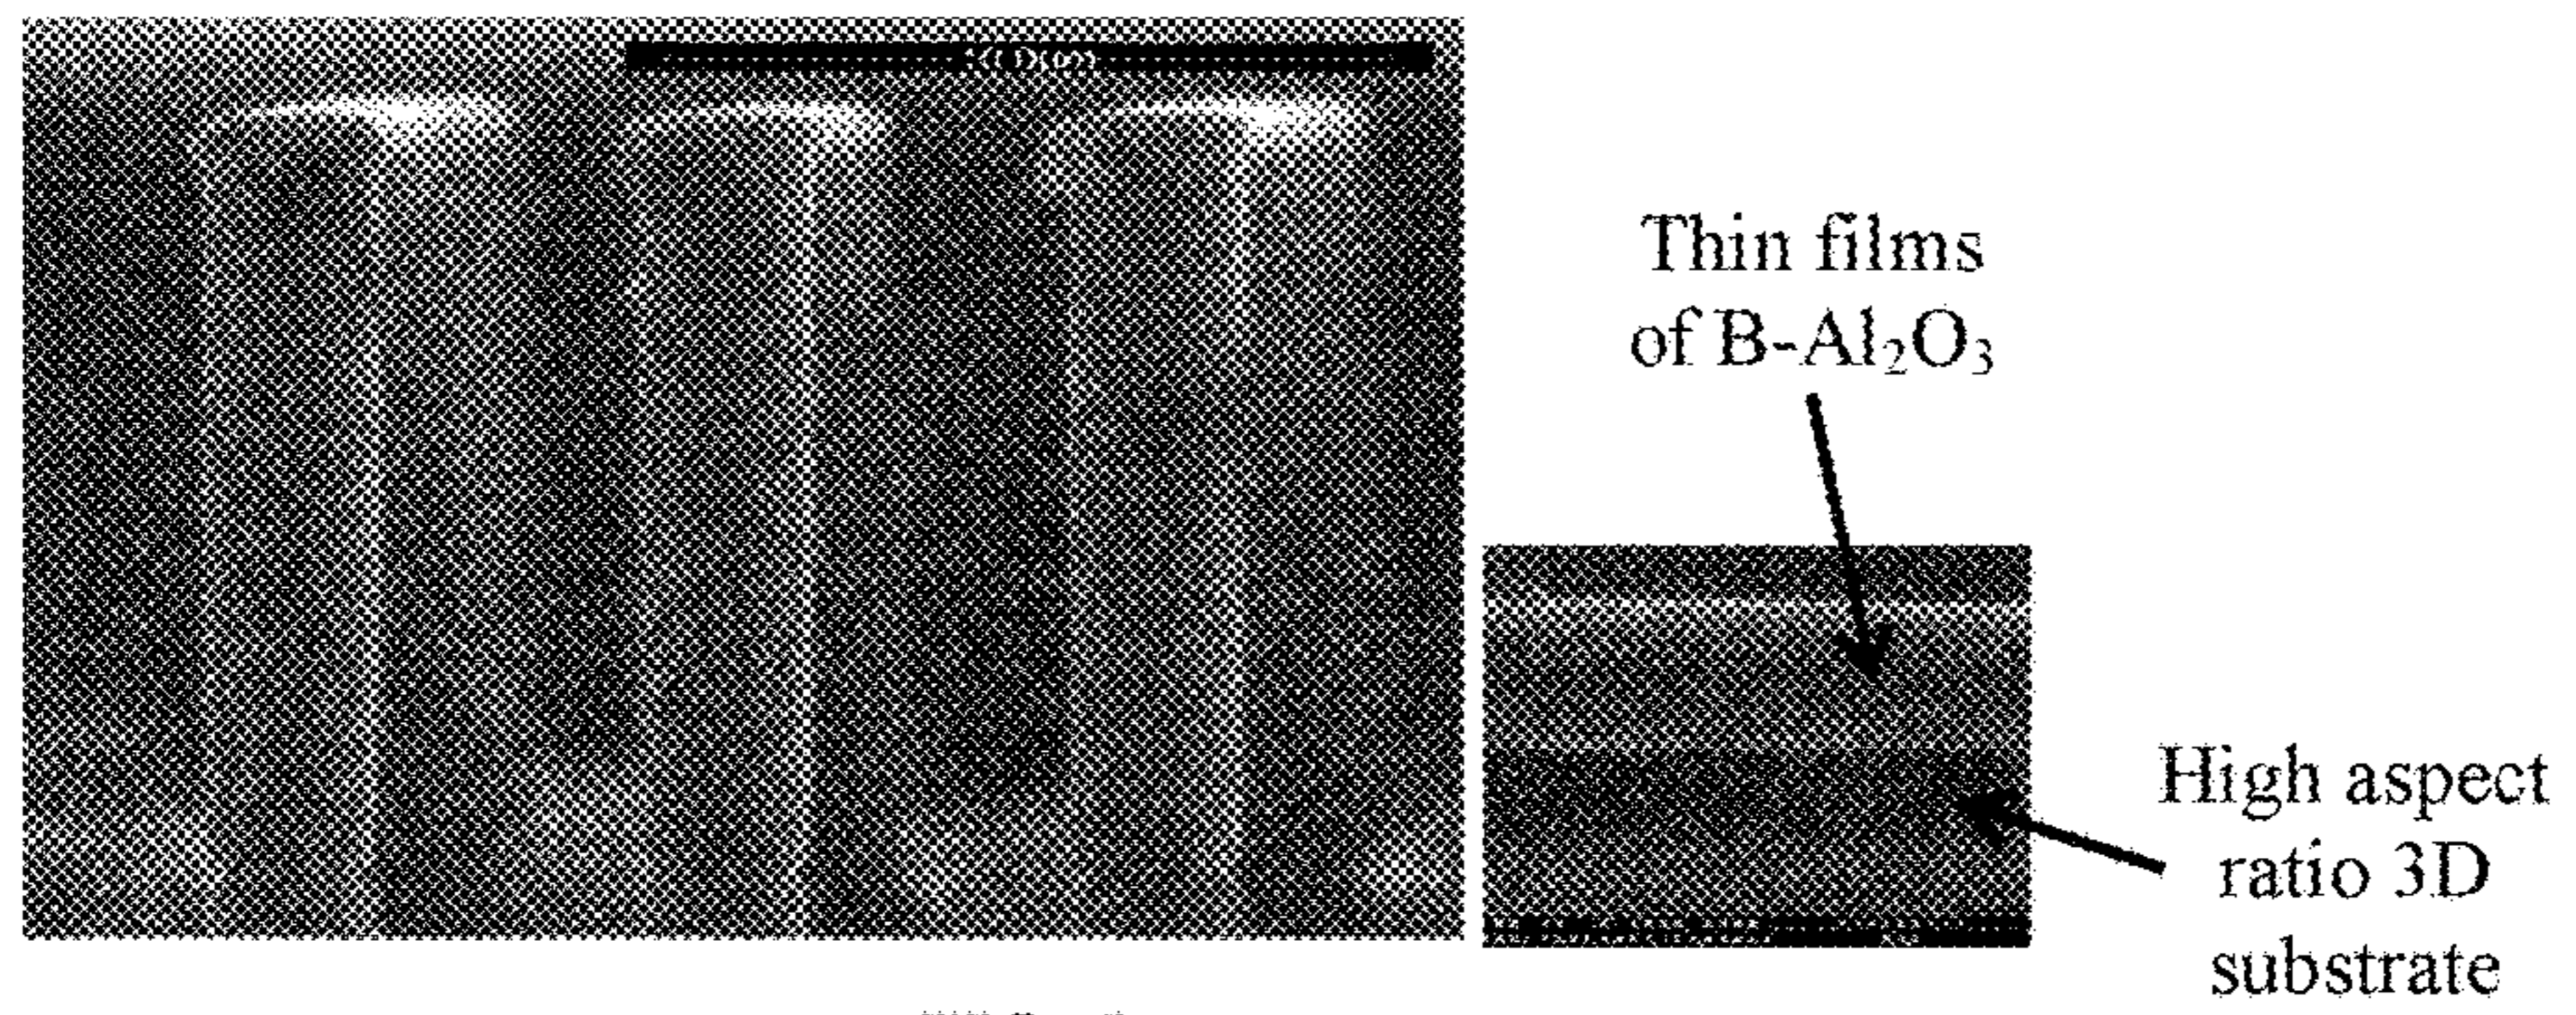 Thin films
of B-Al₂O₃
High aspect
ratio 3D
substrate